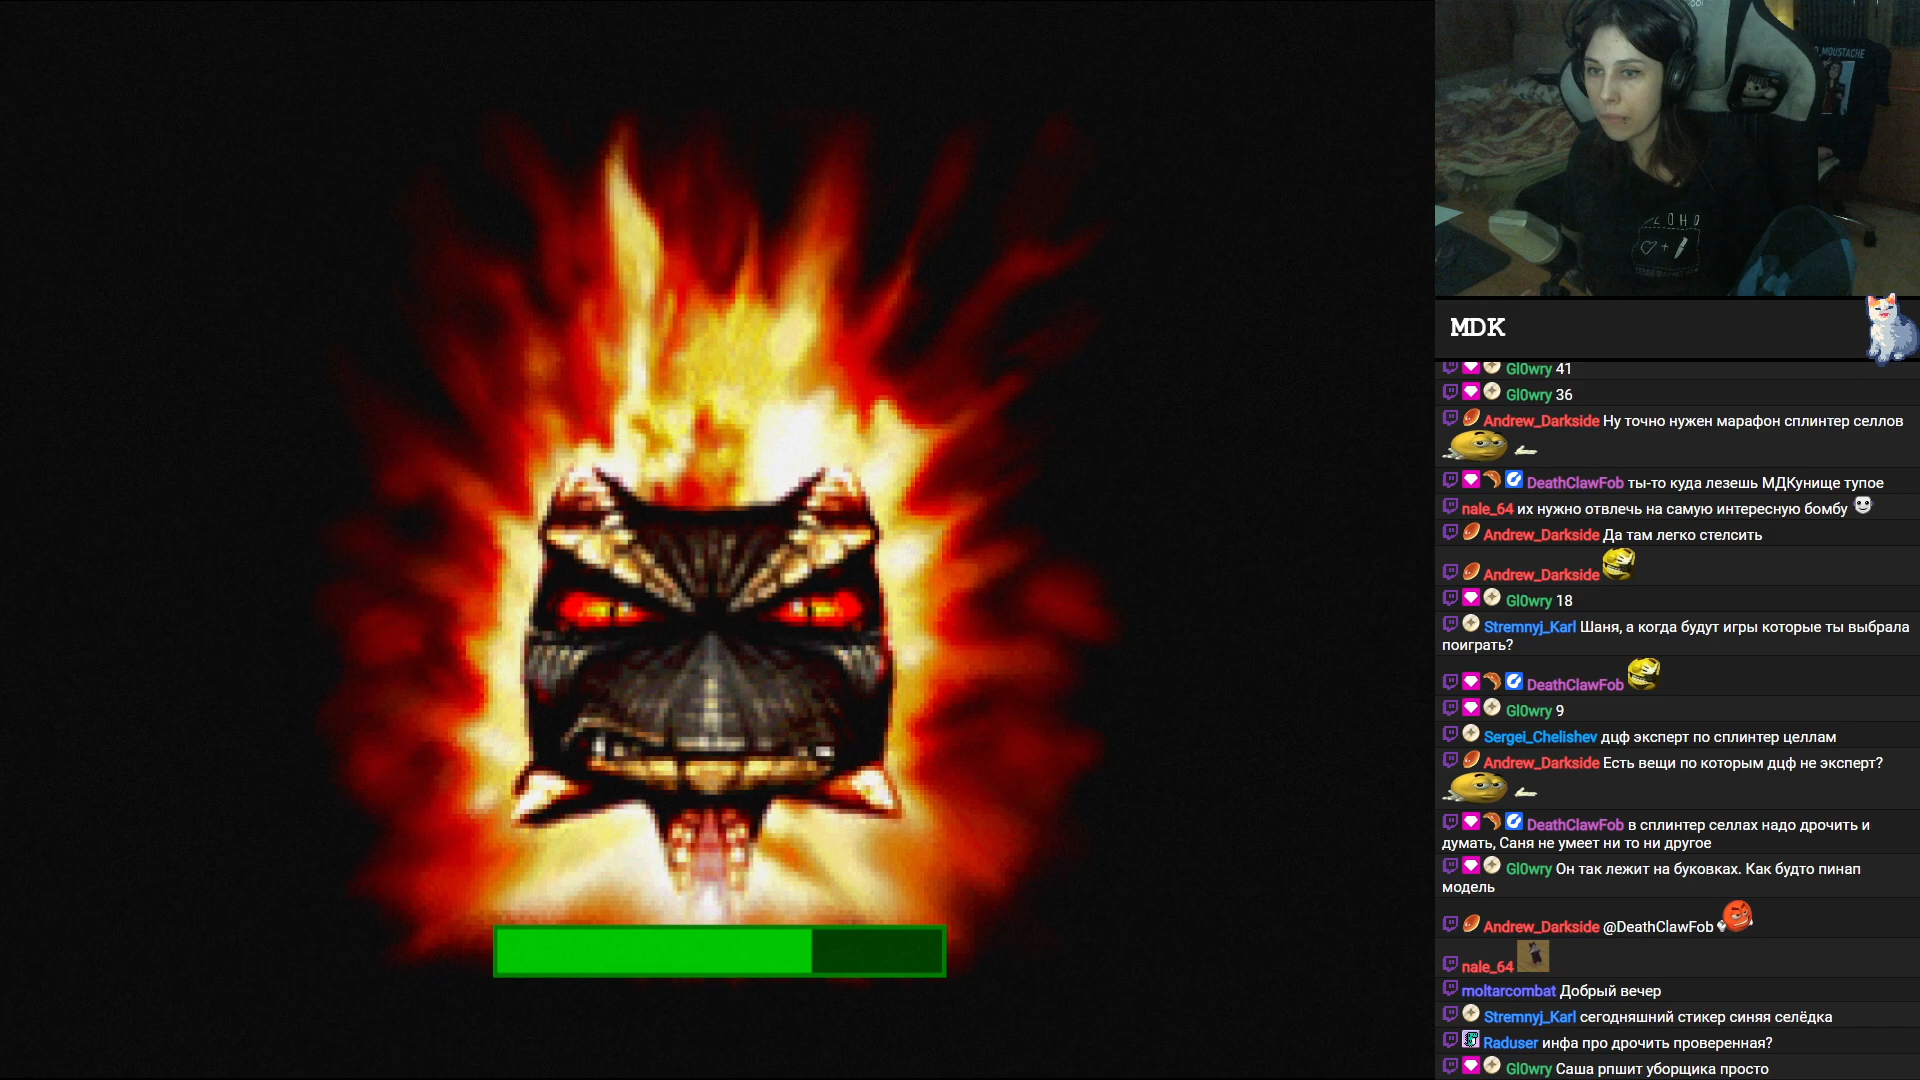 MOUSTACHE
MDK
Gl0wry 41
Gl0wry 36
Andrew_Darkside Ну точно нужен марафон сплинтер селлов
DeathClawFob ты-то куда лезешь МДКунище тупое
nale_64 их нужно отвлечь на самую интересную бомбу
Andrew_Darkside Да там легко стелсить
Andrew_Darkside
Gl0wry 18
Stremnyj_Karl Шаня, а когда будут игры которые ты выбрала
поиграть?
DeathClawFob
Gl0wry 9
Sergei_Chelishev дцф эксперт по сплинтер целлам
Andrew_Darkside Есть вещи по которым дцф не эксперт?
DeathClawFob в сплинтер селлах надо дрочить и
думать, Саня не умеет ни то ни другое
Gl0wry Он так лежит на буковках. Как будто пинап
модель
Andrew_Darkside @DeathClawFob
nale_64
moltarcombat Добрый вечер
Stremnyj_Karl сегодняшний стикер синяя селёдка
Raduser инфа про дрочить проверенная?
Gl0wry Саша рпшит уборщика просто